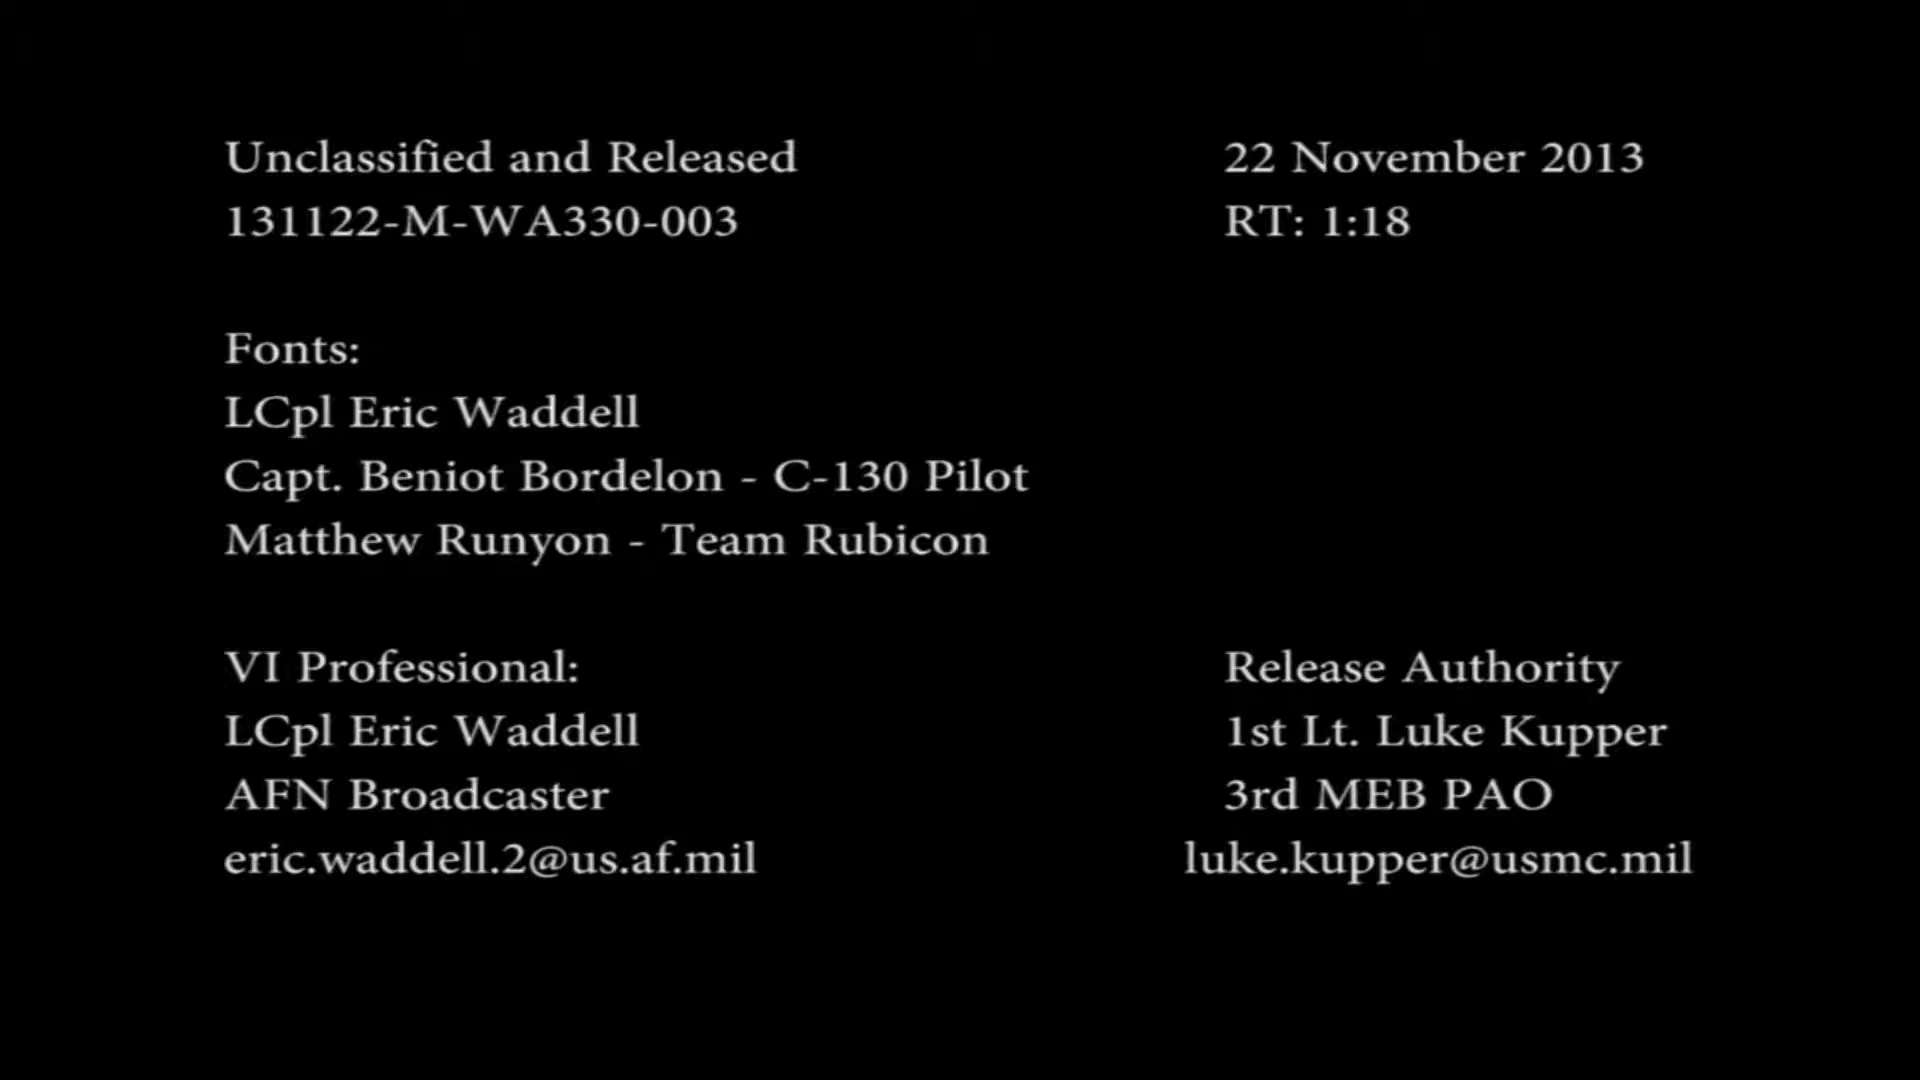 Unclassified and Released
22 November 2013
131122-M-WA330-003
RT: 1:18
Fonts:
LCpl Eric Waddell
Capt. Beniot Bordelon - C-130 Pilot
Matthew Runyon - Team Rubicon
VI Professional:
LCpl Eric Waddell
AFN Broadcaster
eric.waddell.2@us.af.mil
Release Authority
1st Lt. Luke Kupper
3rd MEB PAO
luke.kupper@usmc.mil